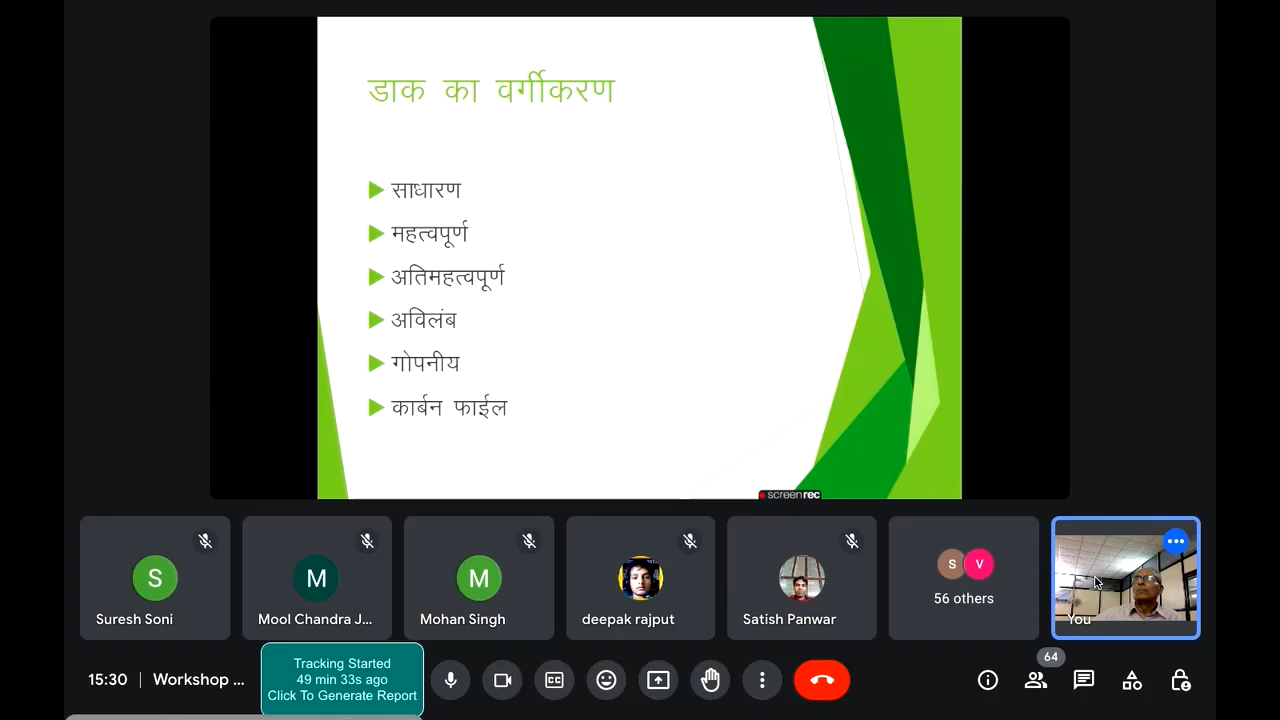 डाक का वर्गीकरण
साधारण
महत्वपूर्ण
अतिमहत्वपूर्ण
अविलंब
गोपनीय
कार्बन फाईल
screenrec
S
M
M
S V
Suresh Soni
Mool Chandra J...
Mohan Singh
deepak rajput
Satish Panwar
56 others
You
15:30
Workshop ...
Tracking Started
49 min 33s ago
Click To Generate Report
64